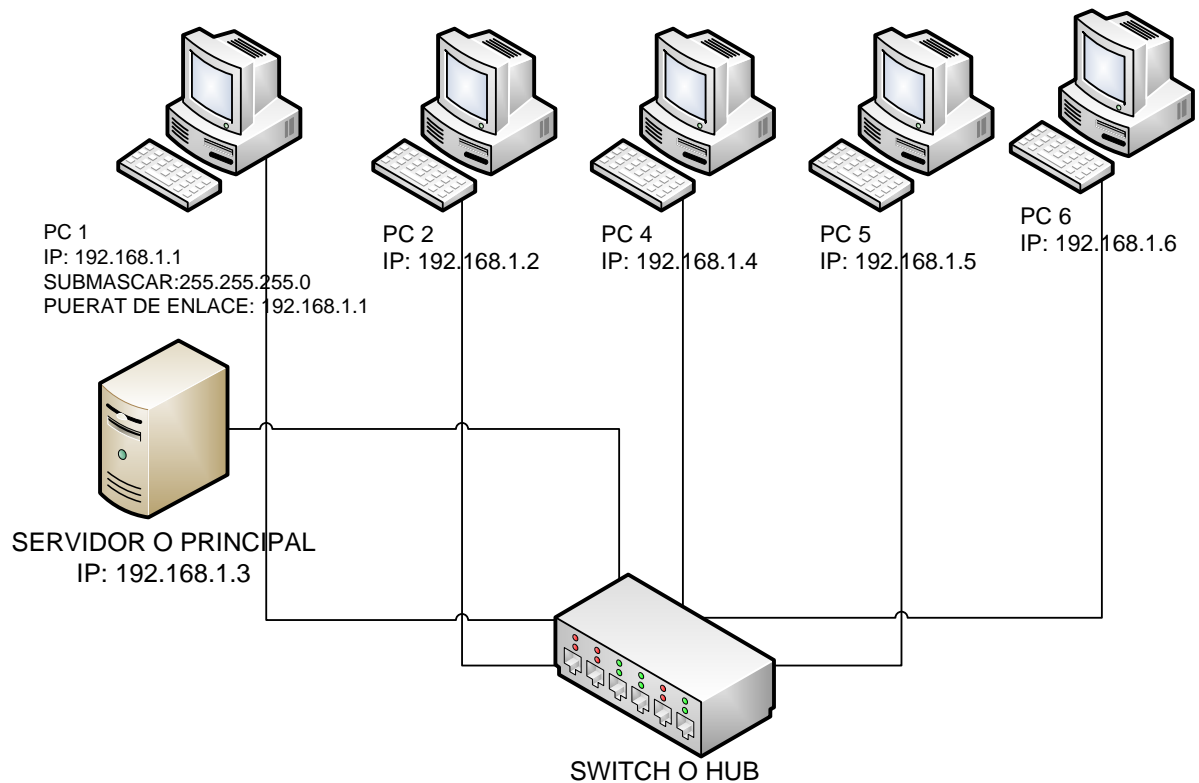 PC 1
IP: 192.168.1.1
SUBMASCAR:255.255.255.0
PUERAT DE ENLACE: 192.168.1.1
PC 2
IP: 192.168.1.2
PC 4
IP: 192.168.1.4
PC 5
IP: 192.168.1.5
PC 6
IP: 192.168.1.6
SERVIDOR O PRINCIPAL
IP: 192.168.1.3
SWITCH O HUB